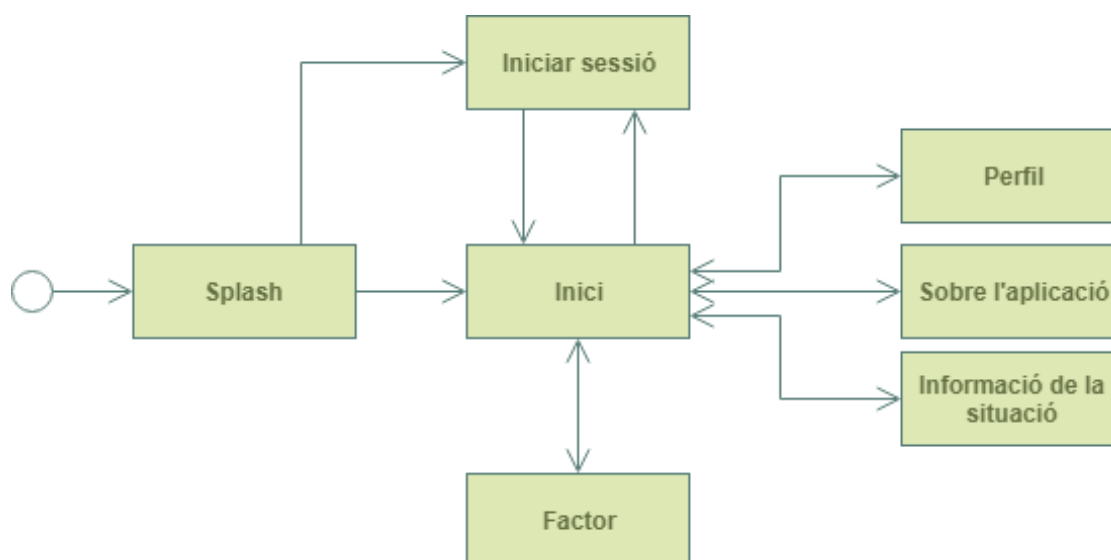 Iniciar sessió
Perfil
Splash
Inici
Sobre l'aplicació
Informació de la
situació
Factor